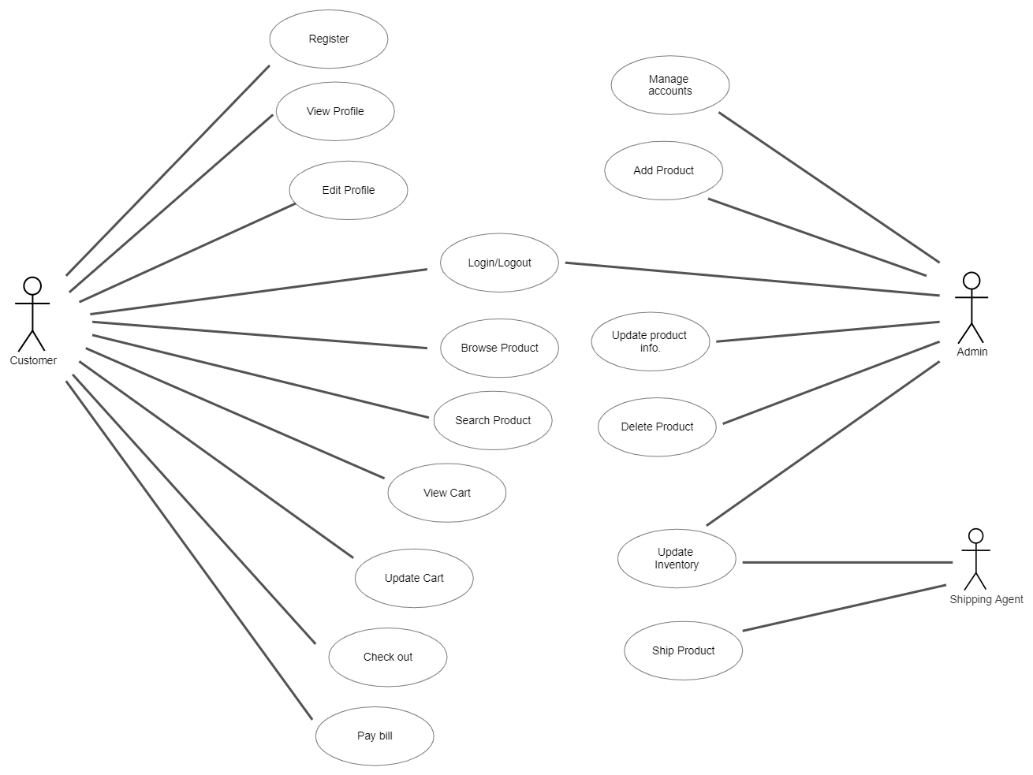 Register
Manage
accounts
View Profile
Add Product
Edit Profile
Login/Logout
Customer
Browse Product
Update product
info.
Admin
Search Product
Delete Product
View Cart
Update
Inventory
Update Cart
Shipping Agent
Check out
Ship Product
Pay bill